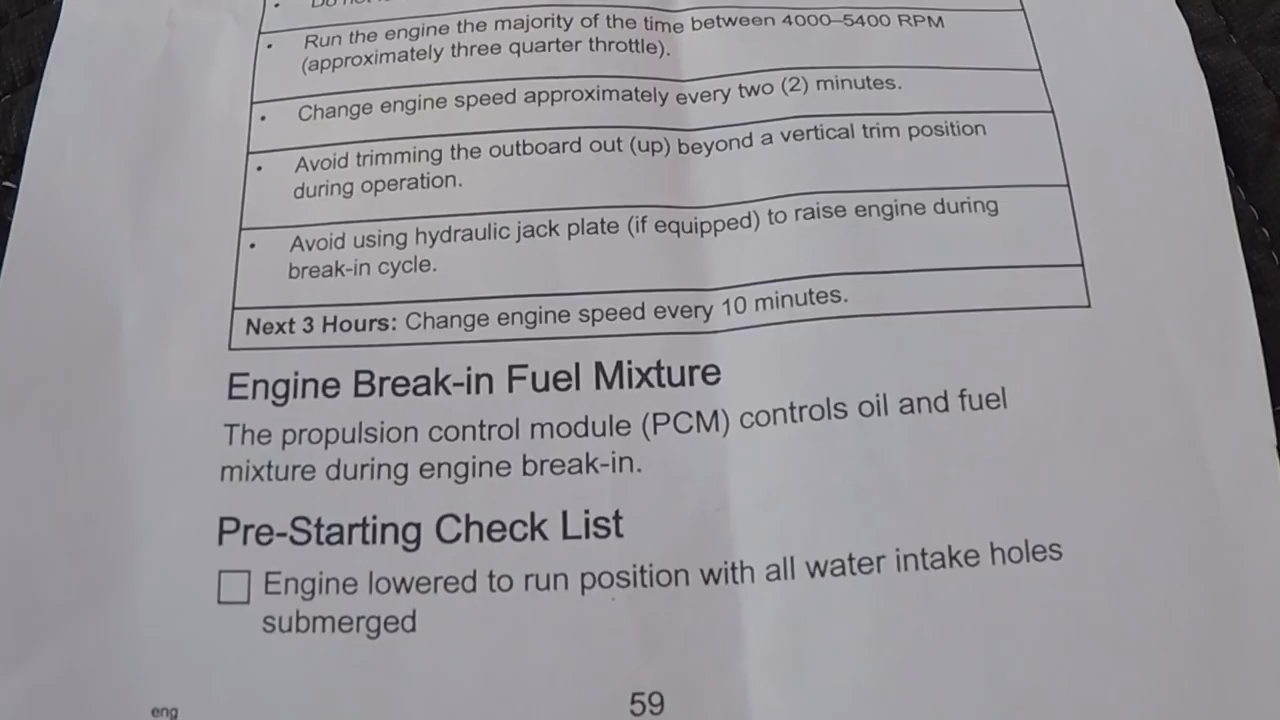 Do not
• Run the engine the majority of the time between 4000–5400 RPM
(approximately three quarter throttle).
• Change engine speed approximately every two (2) minutes.
• Avoid trimming the outboard out (up) beyond a vertical trim position
during operation.
• Avoid using hydraulic jack plate (if equipped) to raise engine during
break-in cycle.
Next 3 Hours: Change engine speed every 10 minutes.
Engine Break-in Fuel Mixture
The propulsion control module (PCM) controls oil and fuel
mixture during engine break-in.
Pre-Starting Check List
Engine lowered to run position with all water intake holes
submerged
eng
59